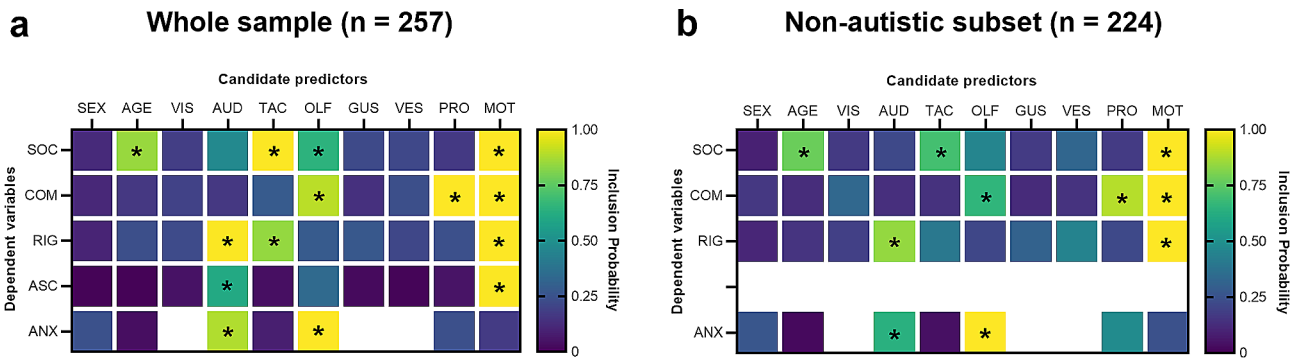 a Whole sample (n = 257)
Candidate predictors
SEX AGE VIS AUD TAC OLF GUS VES PRO MOT
Dependent variables
SOC * * * *
COM * * *
RIG * * *
ASC * *
ANX * *
1.00
0.75
0.50
0.25
0
Inclusion Probability
b Non-autistic subset (n = 224)
Candidate predictors
SEX AGE VIS AUD TAC OLF GUS VES PRO MOT
Dependent variables
SOC * * *
COM * * *
RIG * *
ANX * *
1.00
0.75
0.50
0.25
0
Inclusion Probability